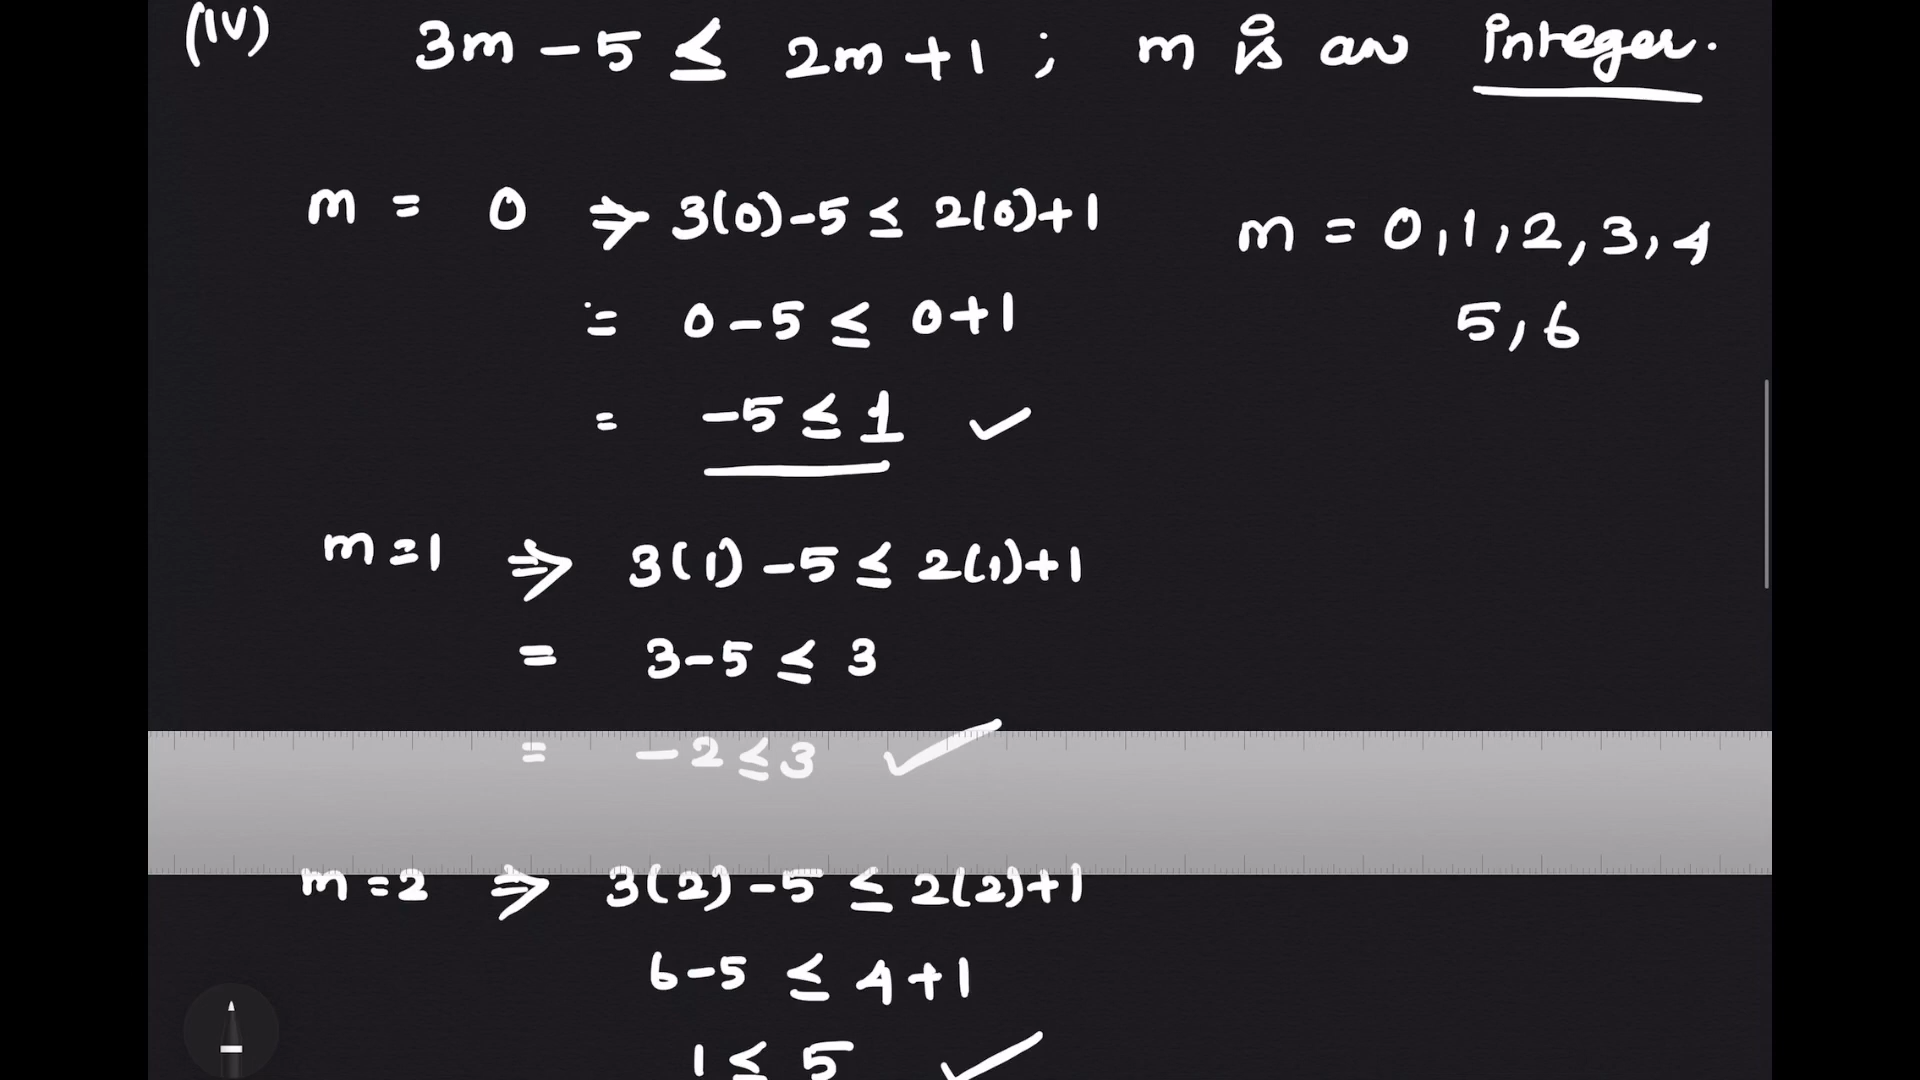 (IV) 3m - 5 ≤ 2m + 1 ; m is an integer.
m = 0 ⇒ 3(0) - 5 ≤ 2(0) + 1
= 0 - 5 ≤ 0 + 1
= -5 ≤ 1 ✓
m = 0, 1, 2, 3, 4
5, 6
m = 1 ⇒ 3(1) - 5 ≤ 2(1) + 1
= 3 - 5 ≤ 3
= -2 ≤ 3 ✓
m = 2 ⇒ 3(2) - 5 ≤ 2(2) + 1
6 - 5 ≤ 4 + 1
1 ≤ 5 ✓